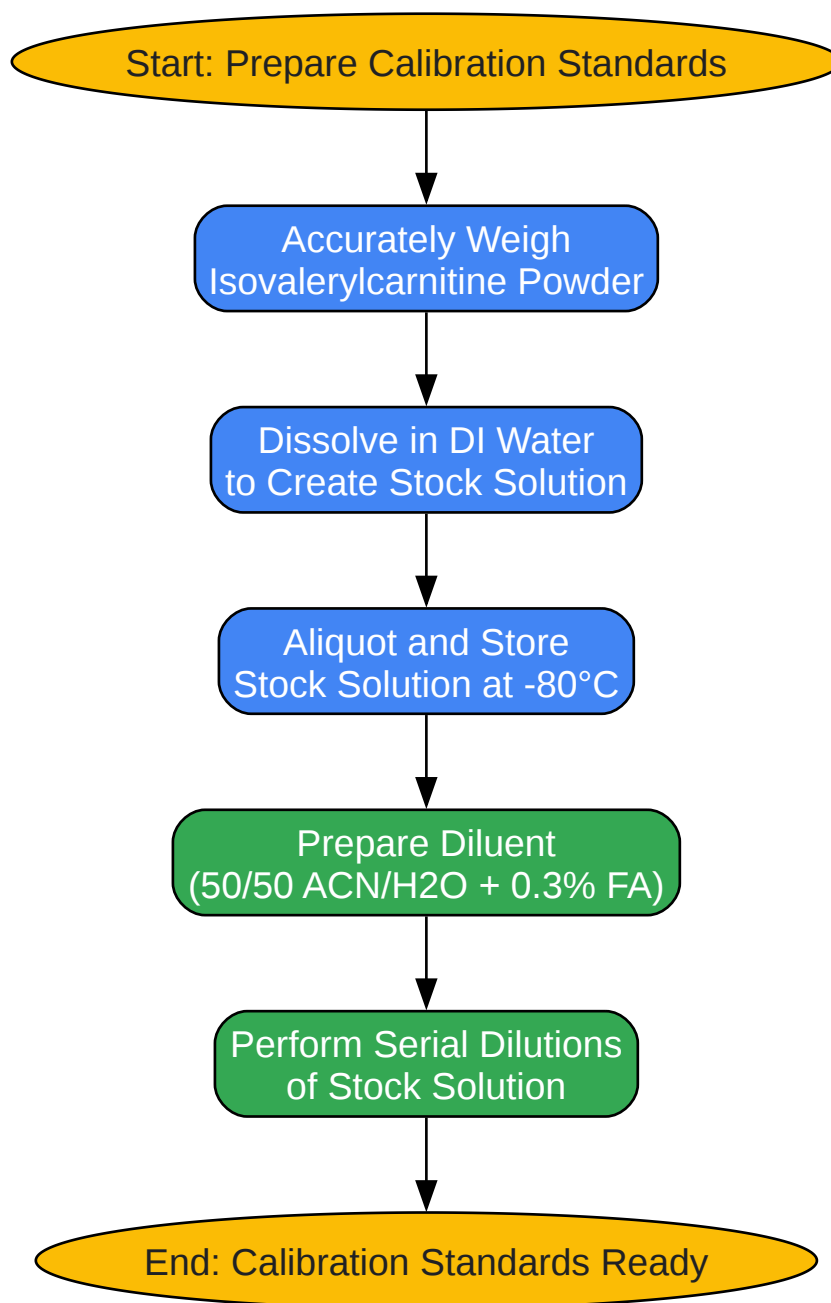 Start: Prepare Calibration Standards
Accurately Weigh
Isovalerylcarnitine Powder
Dissolve in DI Water
to Create Stock Solution
Aliquot and Store
Stock Solution at -80°C
Prepare Diluent
(50/50 ACN/H2O + 0.3% FA)
Perform Serial Dilutions
of Stock Solution
End: Calibration Standards Ready